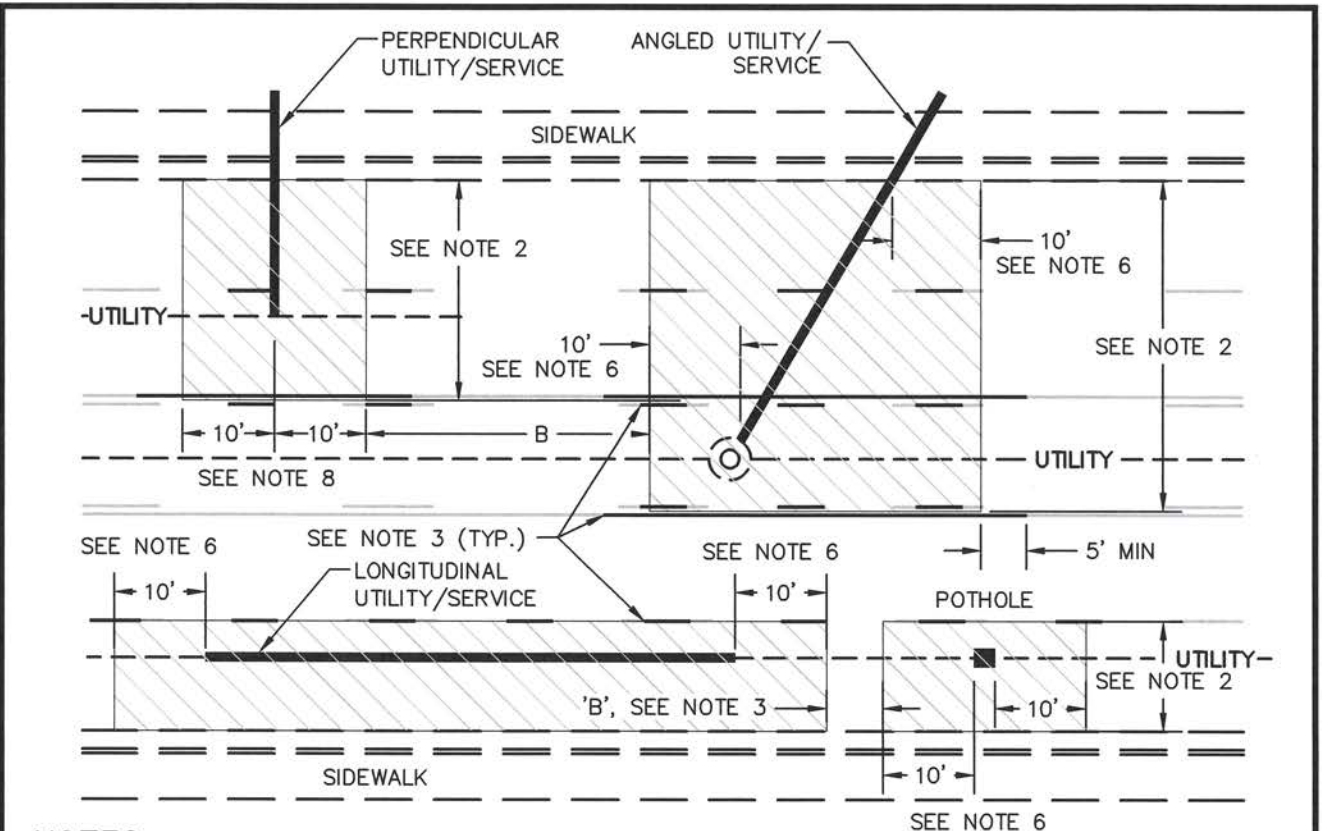 PERPENDICULAR
UTILITY/SERVICE
ANGLED UTILITY/
SERVICE
SIDEWALK
SEE NOTE 2
10'
SEE NOTE 6
-UTILITY-
10'
SEE NOTE 6
SEE NOTE 2
10'
10'
B
SEE NOTE 8
UTILITY
SEE NOTE 6
SEE NOTE 3 (TYP.)
SEE NOTE 6
5' MIN
LONGITUDINAL
UTILITY/SERVICE
10'
10'
POTHOLE
UTILITY-
SEE NOTE 2
'B', SEE NOTE 3
10'
SIDEWALK
10'
SEE NOTE 6